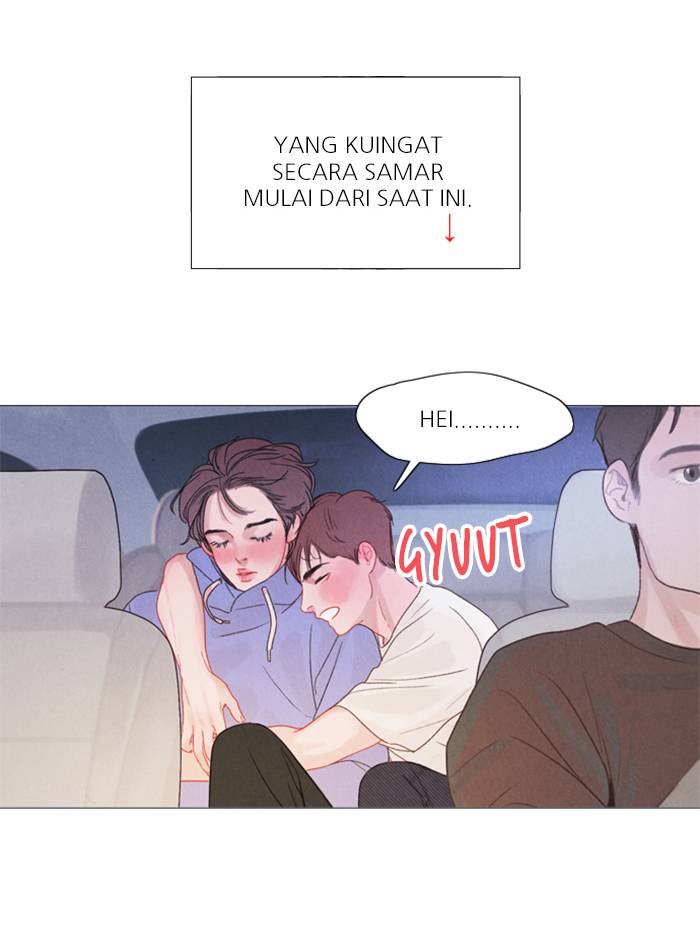 YANG KUINGAT
SECARA SAMAR
MULAI DARI SAAT INI.
HEI..........
GYUUT